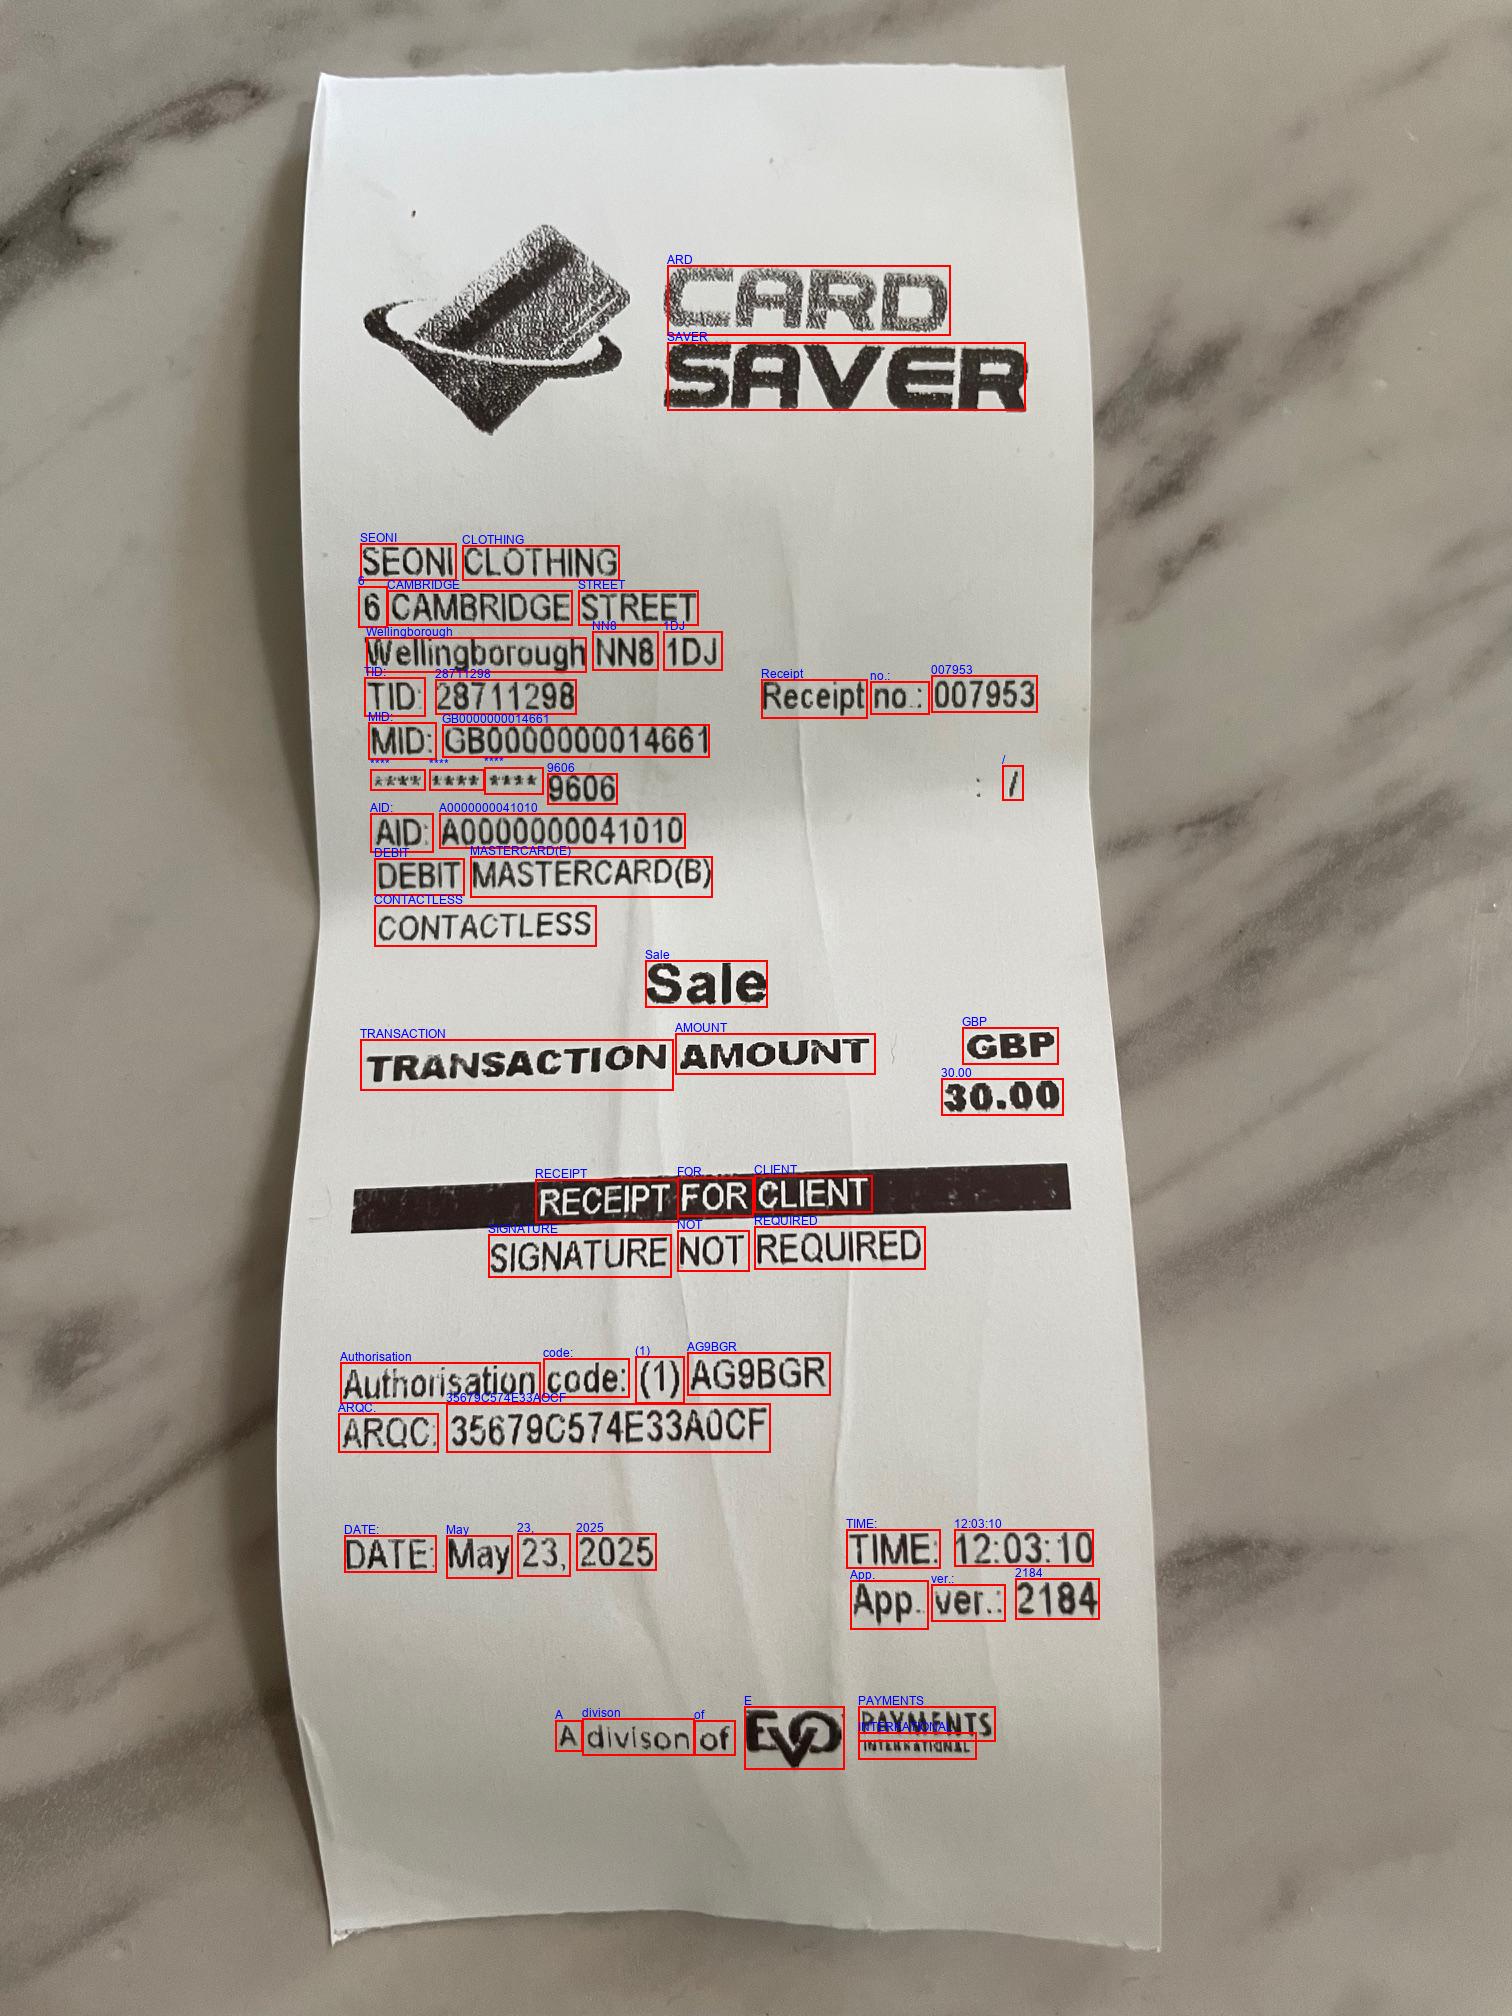 CARD
SAVER
SEONI CLOTHING
6 CAMBRIDGE STREET
Wellingborough NN8 1DJ
TID: 28711298 Receipt no.: 007953
MID: GB0000000014661
**** **** **** 9606 : /
AID: A0000000041010
DEBIT MASTERCARD(B)
CONTACTLESS
Sale
TRANSACTION AMOUNT GBP
30.00
RECEIPT FOR CLIENT
SIGNATURE NOT REQUIRED
Authorisation code: (1) AG9BGR
ARQC: 35679C574E33A0CF
DATE: May 23, 2025 TIME: 12:03:10
App. ver.: 2184
A divison of EVO PAYMENTS
INTERNATIONAL